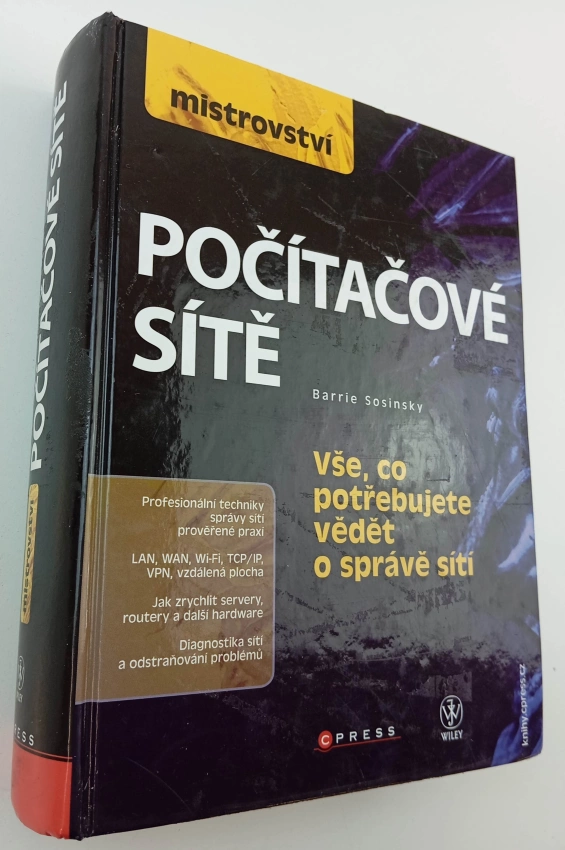 mistrovství
POČÍTAČOVÉ
SÍTĚ
Barrie Sosinsky
Vše, co
potřebujete
vědět
o správě sítí
Profesionální techniky
správy sítí
prověřené praxí
LAN, WAN, Wi-Fi, TCP/IP,
VPN, vzdálená plocha
Jak zrychlit servery,
routery a další hardware
Diagnostika sítí
a odstraňování problémů
CPRESS
WILEY
knihy.cpress.cz
POČÍTAČOVÉ SÍTĚ
mistrovství
WILEY
RESS